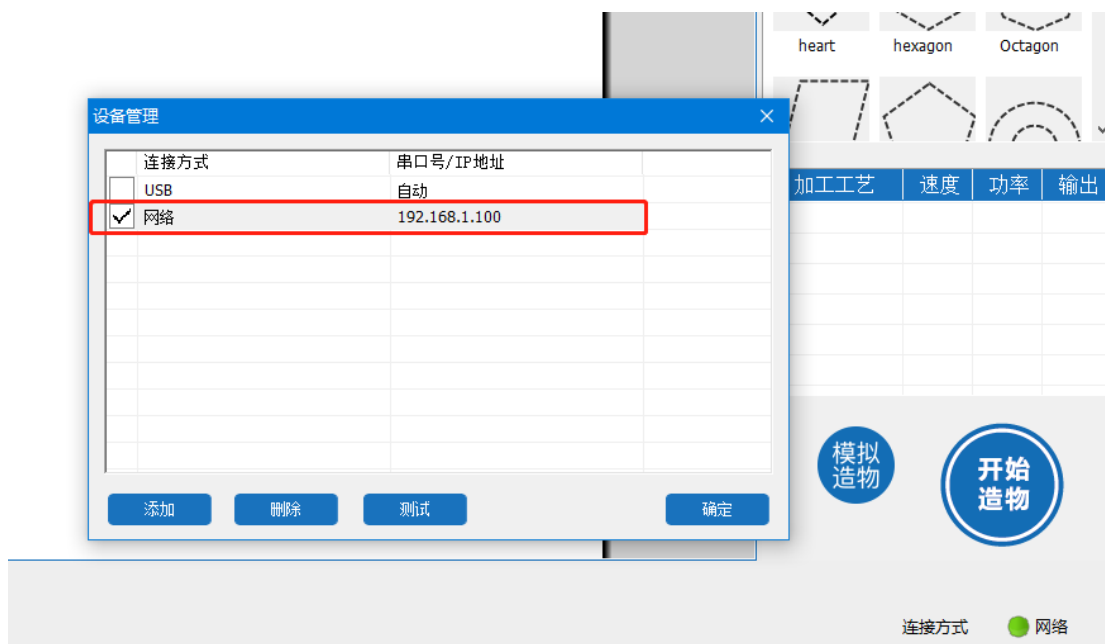 heart hexagon Octagon
设备管理
连接方式 串口号/IP地址
USB 自动
网络 192.168.1.100
加工工艺 速度 功率 输出
模拟
造物
开始
造物
添加 删除 测试 确定
连接方式 网络